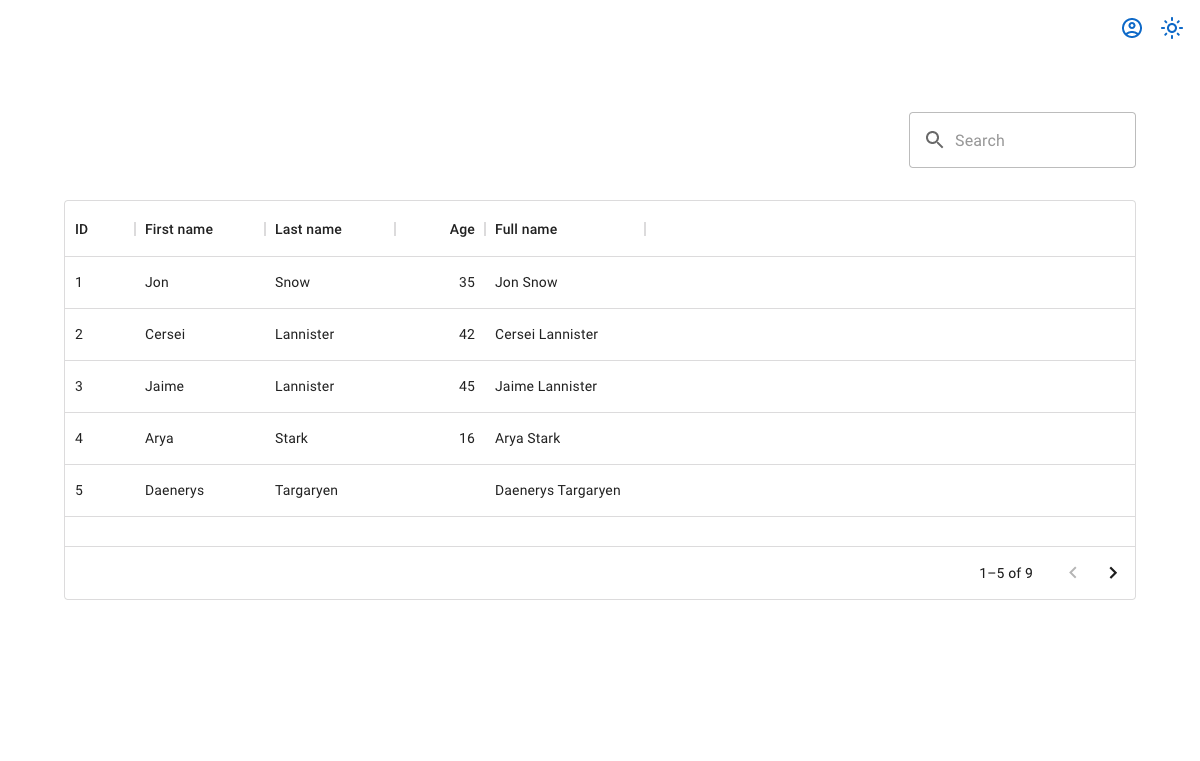 Search
ID First name Last name Age Full name
1 Jon Snow 35 Jon Snow
2 Cersei Lannister 42 Cersei Lannister
3 Jaime Lannister 45 Jaime Lannister
4 Arya Stark 16 Arya Stark
5 Daenerys Targaryen Daenerys Targaryen
1–5 of 9